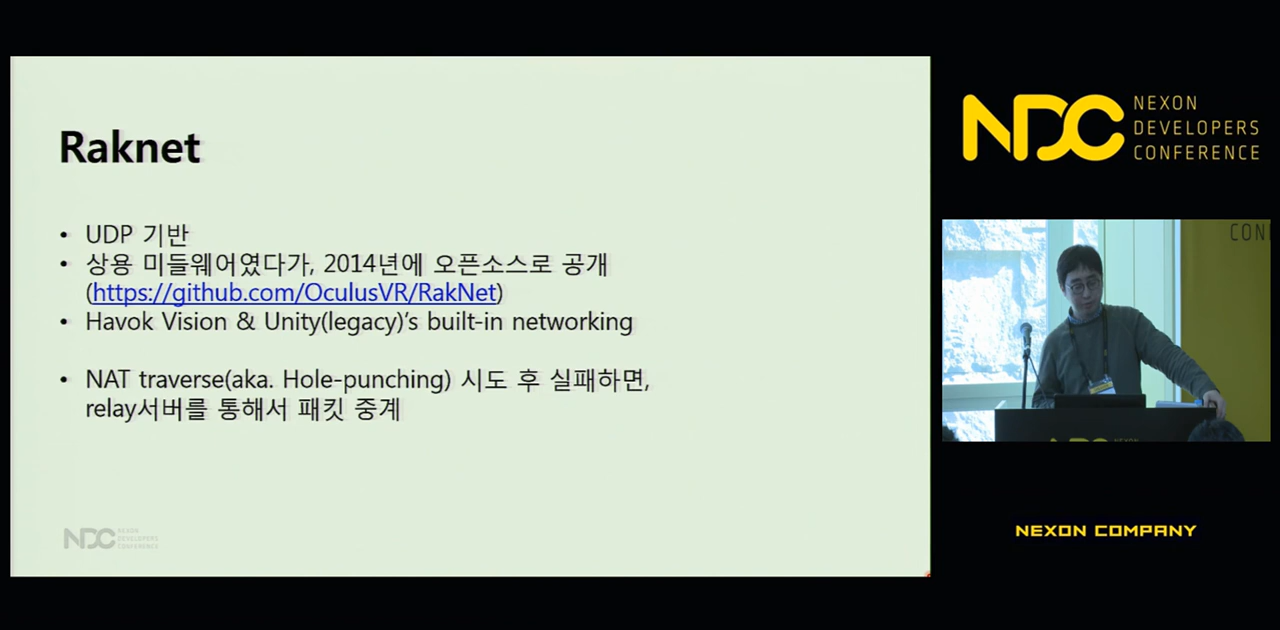 Raknet
• UDP 기반
• 상용 미들웨어였다가, 2014년에 오픈소스로 공개
(https://github.com/OculusVR/RakNet)
• Havok Vision & Unity(legacy)'s built-in networking
• NAT traverse(aka. Hole-punching) 시도 후 실패하면,
relay서버를 통해서 패킷 중계
NDC NEXON
DEVELOPERS
CONFERENCE
NDC NEXON
DEVELOPERS
CONFERENCE
CON
NDC NEXON
NEXON COMPANY